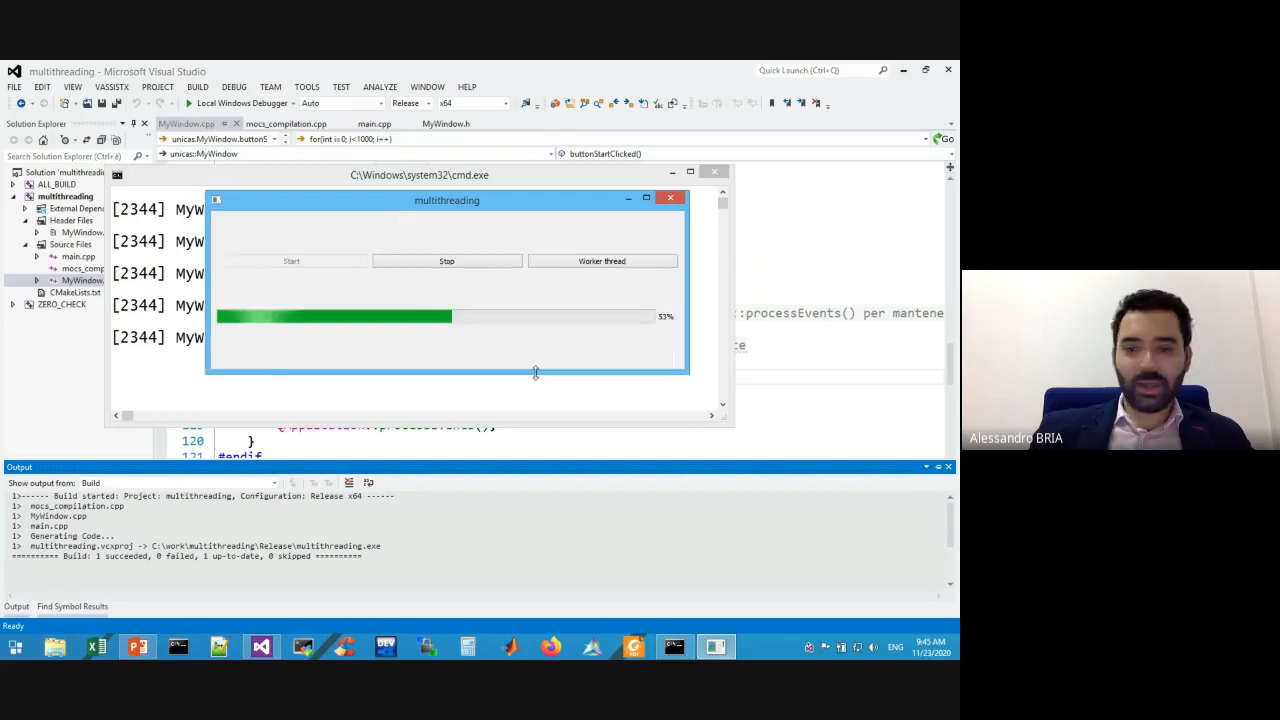 multithreading - Microsoft Visual Studio
Quick Launch (Ctrl+Q)
FILE EDIT VIEW VASSISTX PROJECT BUILD DEBUG TEAM TOOLS TEST ANALYZE WINDOW HELP
Local Windows Debugger Auto Release x64
Solution Explorer
MyWindow.cpp mocs_compilation.cpp main.cpp MyWindow.h
unicas.MyWindow.buttonS for(int i=0; i<1000; i++) Go
Search Solution Explorer (Ctrl+è)
unicas::MyWindow buttonStartClicked()
Solution 'multithreadin
ALL_BUILD
multithreading
External Depen
Header Files
MyWindow.
Source Files
main.cpp
mocs_comp
MyWindow.
CMakeLists.txt
ZERO_CHECK
C:\Windows\system32\cmd.exe
[2344] MyW
[2344] MyW
[2344] MyW
[2344] MyW
[2344] MyW
multithreading
Start Stop Worker thread
53%
::processEvents() per mantene
te
120 }
121 #endif
Output
Show output from: Build
1>------ Build started: Project: multithreading, Configuration: Release x64 ------
1> mocs_compilation.cpp
1> MyWindow.cpp
1> main.cpp
1> Generating Code...
1> multithreading.vcxproj -> C:\work\multithreading\Release\multithreading.exe
========== Build: 1 succeeded, 0 failed, 1 up-to-date, 0 skipped ==========
Output Find Symbol Results
Ready
DEV
PDF
ENG
9:45 AM
11/23/2020
Alessandro BRIA